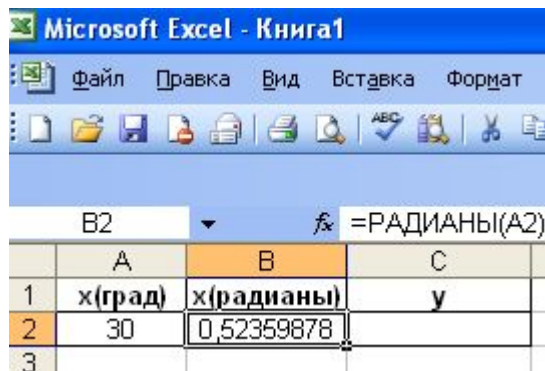 Microsoft Excel - Книга1
Файл Правка Вид Вставка Формат
ABC
B2 fx =РАДИАНЫ(A2)
A B C
1 x(град) x(радианы) y
2 30 0,52359878
3